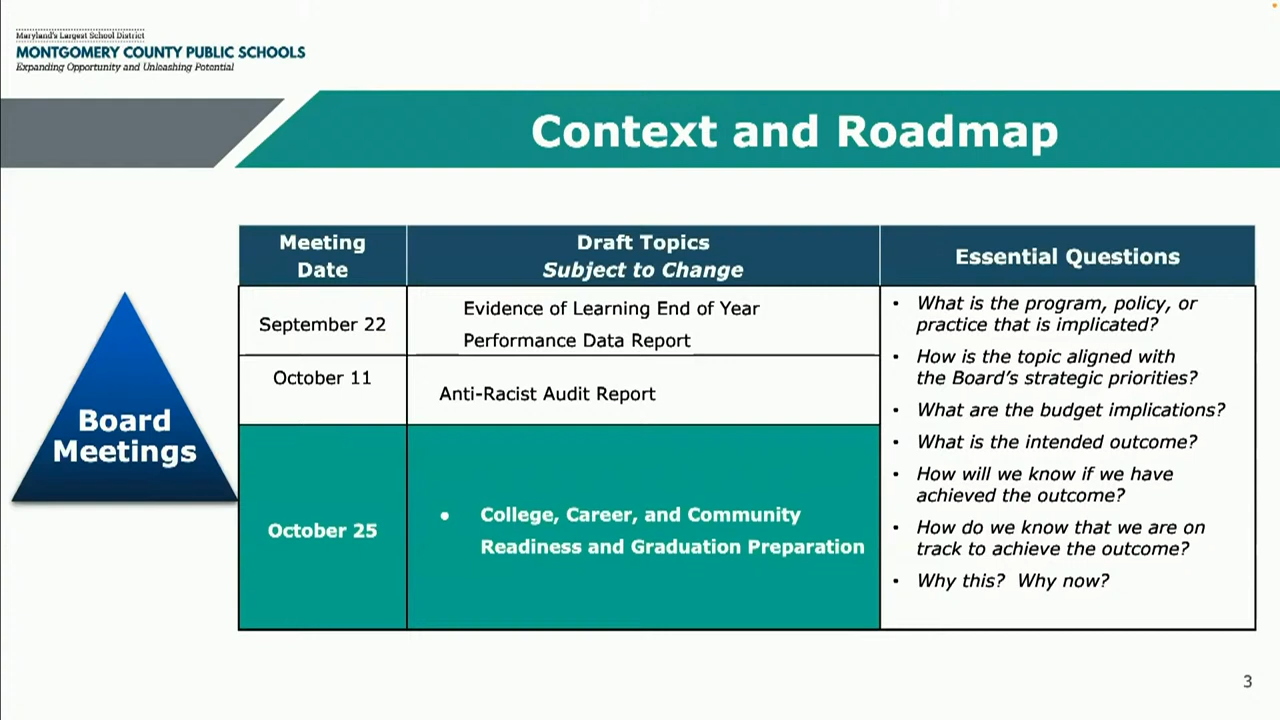 Maryland's Largest School District
MONTGOMERY COUNTY PUBLIC SCHOOLS
Expanding Opportunity and Unleashing Potential
Context and Roadmap
Board
Meetings
Meeting
Date
Draft Topics
Subject to Change
Essential Questions
September 22
Evidence of Learning End of Year
Performance Data Report
October 11
Anti-Racist Audit Report
October 25
• College, Career, and Community
Readiness and Graduation Preparation
• What is the program, policy, or
practice that is implicated?
• How is the topic aligned with
the Board’s strategic priorities?
• What are the budget implications?
• What is the intended outcome?
• How will we know if we have
achieved the outcome?
• How do we know that we are on
track to achieve the outcome?
• Why this?  Why now?
3